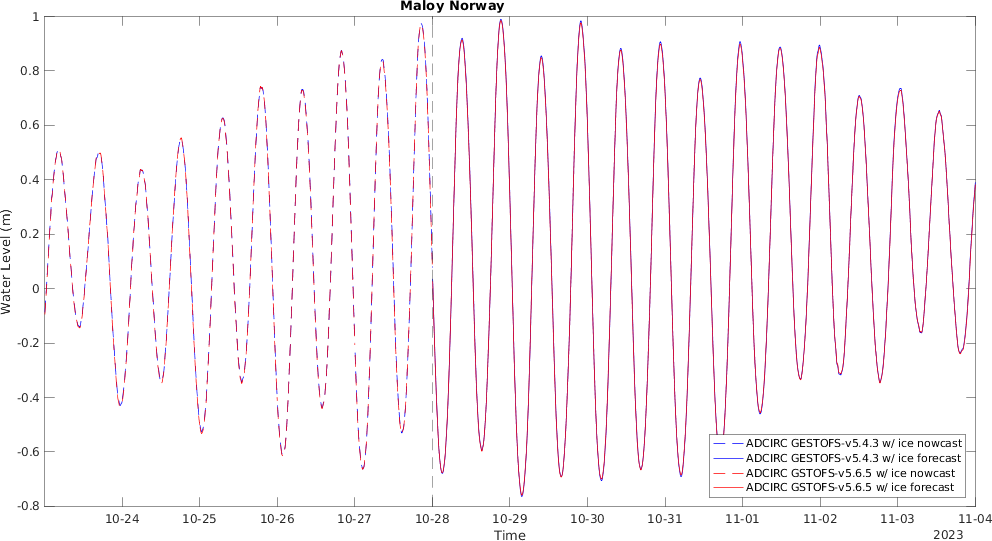 Maloy Norway
1
0.8
0.6
0.4
0.2
0
-0.2
-0.4
-0.6
-0.8
Water Level (m)
ADCIRC GESTOFS-v5.4.3 w/ ice nowcast
ADCIRC GESTOFS-v5.4.3 w/ ice forecast
ADCIRC GSTOFS-v5.6.5 w/ ice nowcast
ADCIRC GSTOFS-v5.6.5 w/ ice forecast
10-24 10-25 10-26 10-27 10-28 10-29 10-30 10-31 11-01 11-02 11-03 11-04
Time
2023